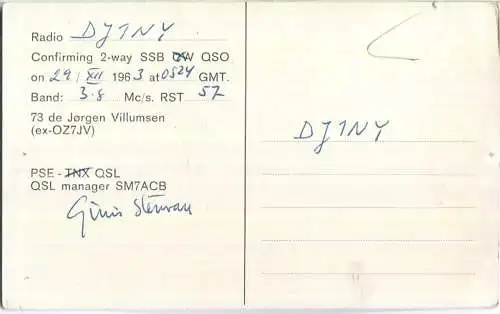 Radio DJ1NY
Confirming 2-way SSB CW QSO
on 29/XII 1963 at 0524 GMT.
Band: 3.8 Mc/s. RST 57
73 de Jørgen Villumsen
(ex-OZ7JV)
PSE - TNX QSL
QSL manager SM7ACB
DJ1NY